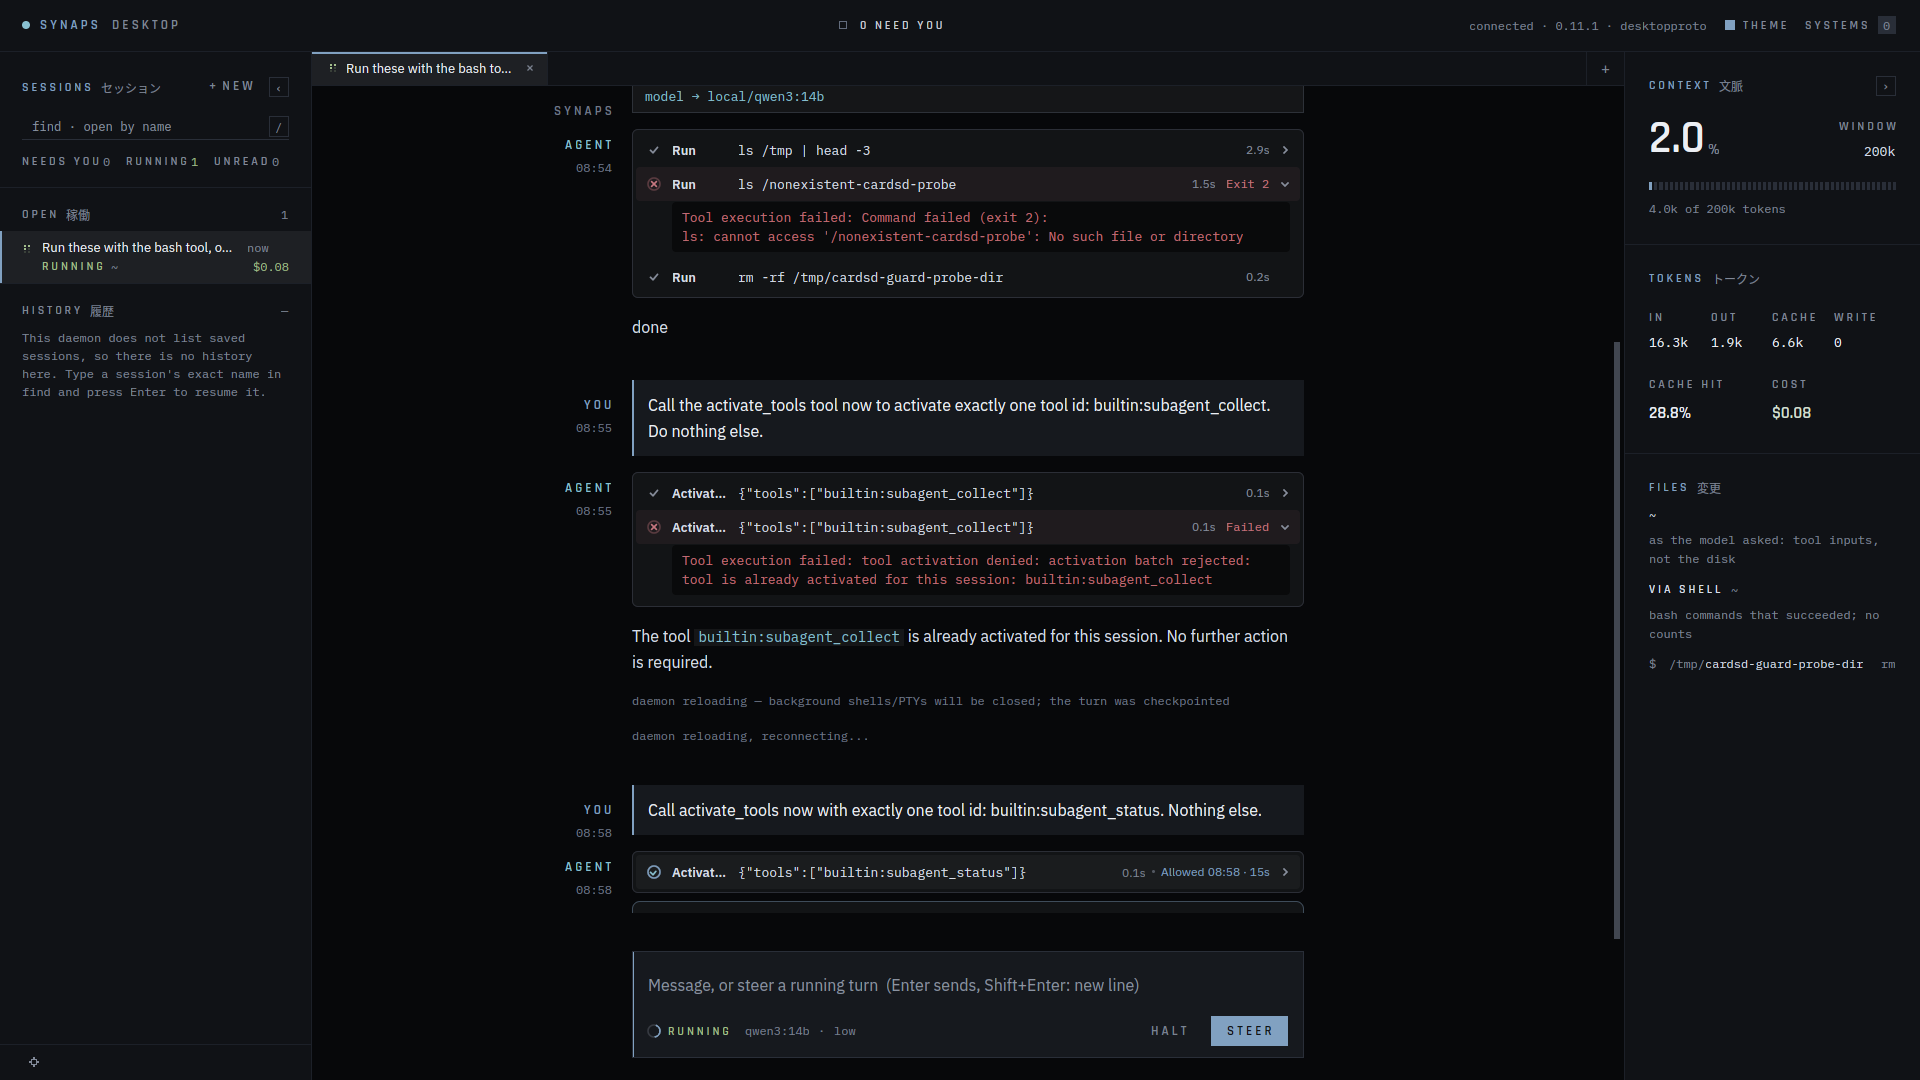 SYNAPS DESKTOP
0 NEED YOU
connected · 0.11.1 · desktopproto
THEME
SYSTEMS 0
SESSIONS セッション
+ NEW
‹
find · open by name
/
NEEDS YOU 0 RUNNING 1 UNREAD 0
OPEN 稼働 1
Run these with the bash tool, o... now
RUNNING ~ $0.08
HISTORY 履歴 —
This daemon does not list saved
sessions, so there is no history
here. Type a session's exact name in
find and press Enter to resume it.
Run these with the bash to... ×
+
SYNAPS
model → local/qwen3:14b
AGENT
08:54
Run ls /tmp | head -3 2.9s
Run ls /nonexistent-cardsd-probe 1.5s Exit 2
Tool execution failed: Command failed (exit 2):
ls: cannot access '/nonexistent-cardsd-probe': No such file or directory
Run rm -rf /tmp/cardsd-guard-probe-dir 0.2s
done
YOU
08:55
Call the activate_tools tool now to activate exactly one tool id: builtin:subagent_collect.
Do nothing else.
AGENT
08:55
Activat... {"tools":["builtin:subagent_collect"]} 0.1s
Activat... {"tools":["builtin:subagent_collect"]} 0.1s Failed
Tool execution failed: tool activation denied: activation batch rejected:
tool is already activated for this session: builtin:subagent_collect
The tool builtin:subagent_collect is already activated for this session. No further action
is required.
daemon reloading — background shells/PTYs will be closed; the turn was checkpointed
daemon reloading, reconnecting...
YOU
08:58
Call activate_tools now with exactly one tool id: builtin:subagent_status. Nothing else.
AGENT
08:58
Activat... {"tools":["builtin:subagent_status"]} 0.1s • Allowed 08:58 · 15s
Message, or steer a running turn (Enter sends, Shift+Enter: new line)
RUNNING qwen3:14b · low
HALT
STEER
CONTEXT 文脈
›
2.0 %
WINDOW
200k
4.0k of 200k tokens
TOKENS トークン
IN OUT CACHE WRITE
16.3k 1.9k 6.6k 0
CACHE HIT COST
28.8% $0.08
FILES 変更
~
as the model asked: tool inputs,
not the disk
VIA SHELL ~
bash commands that succeeded; no
counts
$ /tmp/cardsd-guard-probe-dir rm